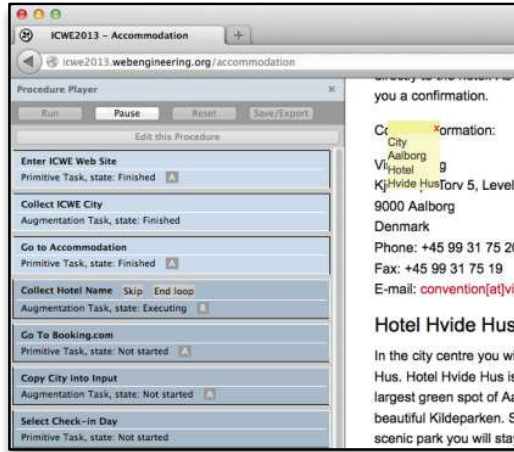 ICWE2013 – Accommodation
icwe2013.webengineering.org/accommodation
Procedure Player
Run Pause Reset Save/Export
Edit this Procedure
Enter ICWE Web Site
Primitive Task, state: Finished A
Collect ICWE City
Augmentation Task, state: Finished
Go to Accommodation
Primitive Task, state: Finished A
Collect Hotel Name Skip End loop
Augmentation Task, state: Executing R
Go To Booking.com
Primitive Task, state: Not started A
Copy City into Input
Augmentation Task, state: Not started A
Select Check-in Day
Primitive Task, state: Not started
you a confirmation.
ormation:
x
City
Aalborg
Hotel
Hvide Hus
Torv 5, Level
9000 Aalborg
Denmark
Phone: +45 99 31 75 20
Fax: +45 99 31 75 19
E-mail: convention[at]vi
Hotel Hvide Hus
In the city centre you wi
Hus. Hotel Hvide Hus is
largest green spot of Aa
beautiful Kildeparken. S
scenic park you will stay